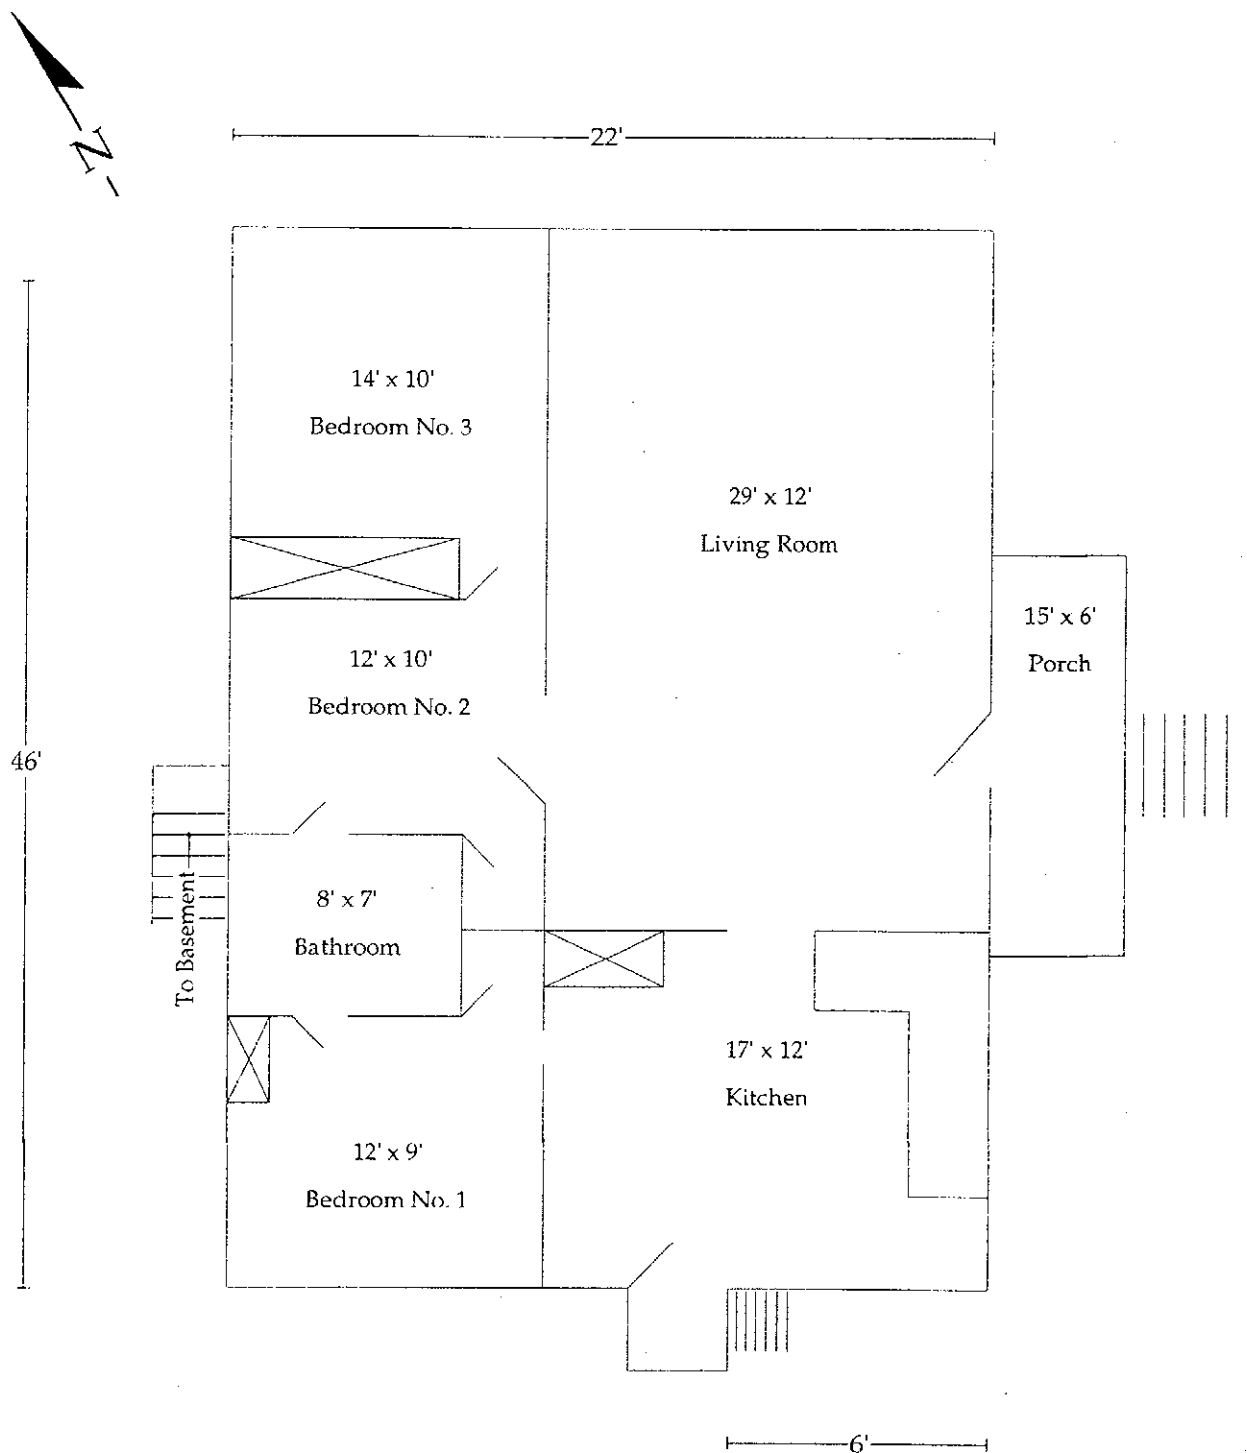 N
22'
14' x 10'
Bedroom No. 3
29' x 12'
Living Room
15' x 6'
Porch
12' x 10'
Bedroom No. 2
46'
To Basement
8' x 7'
Bathroom
17' x 12'
Kitchen
12' x 9'
Bedroom No. 1
6'